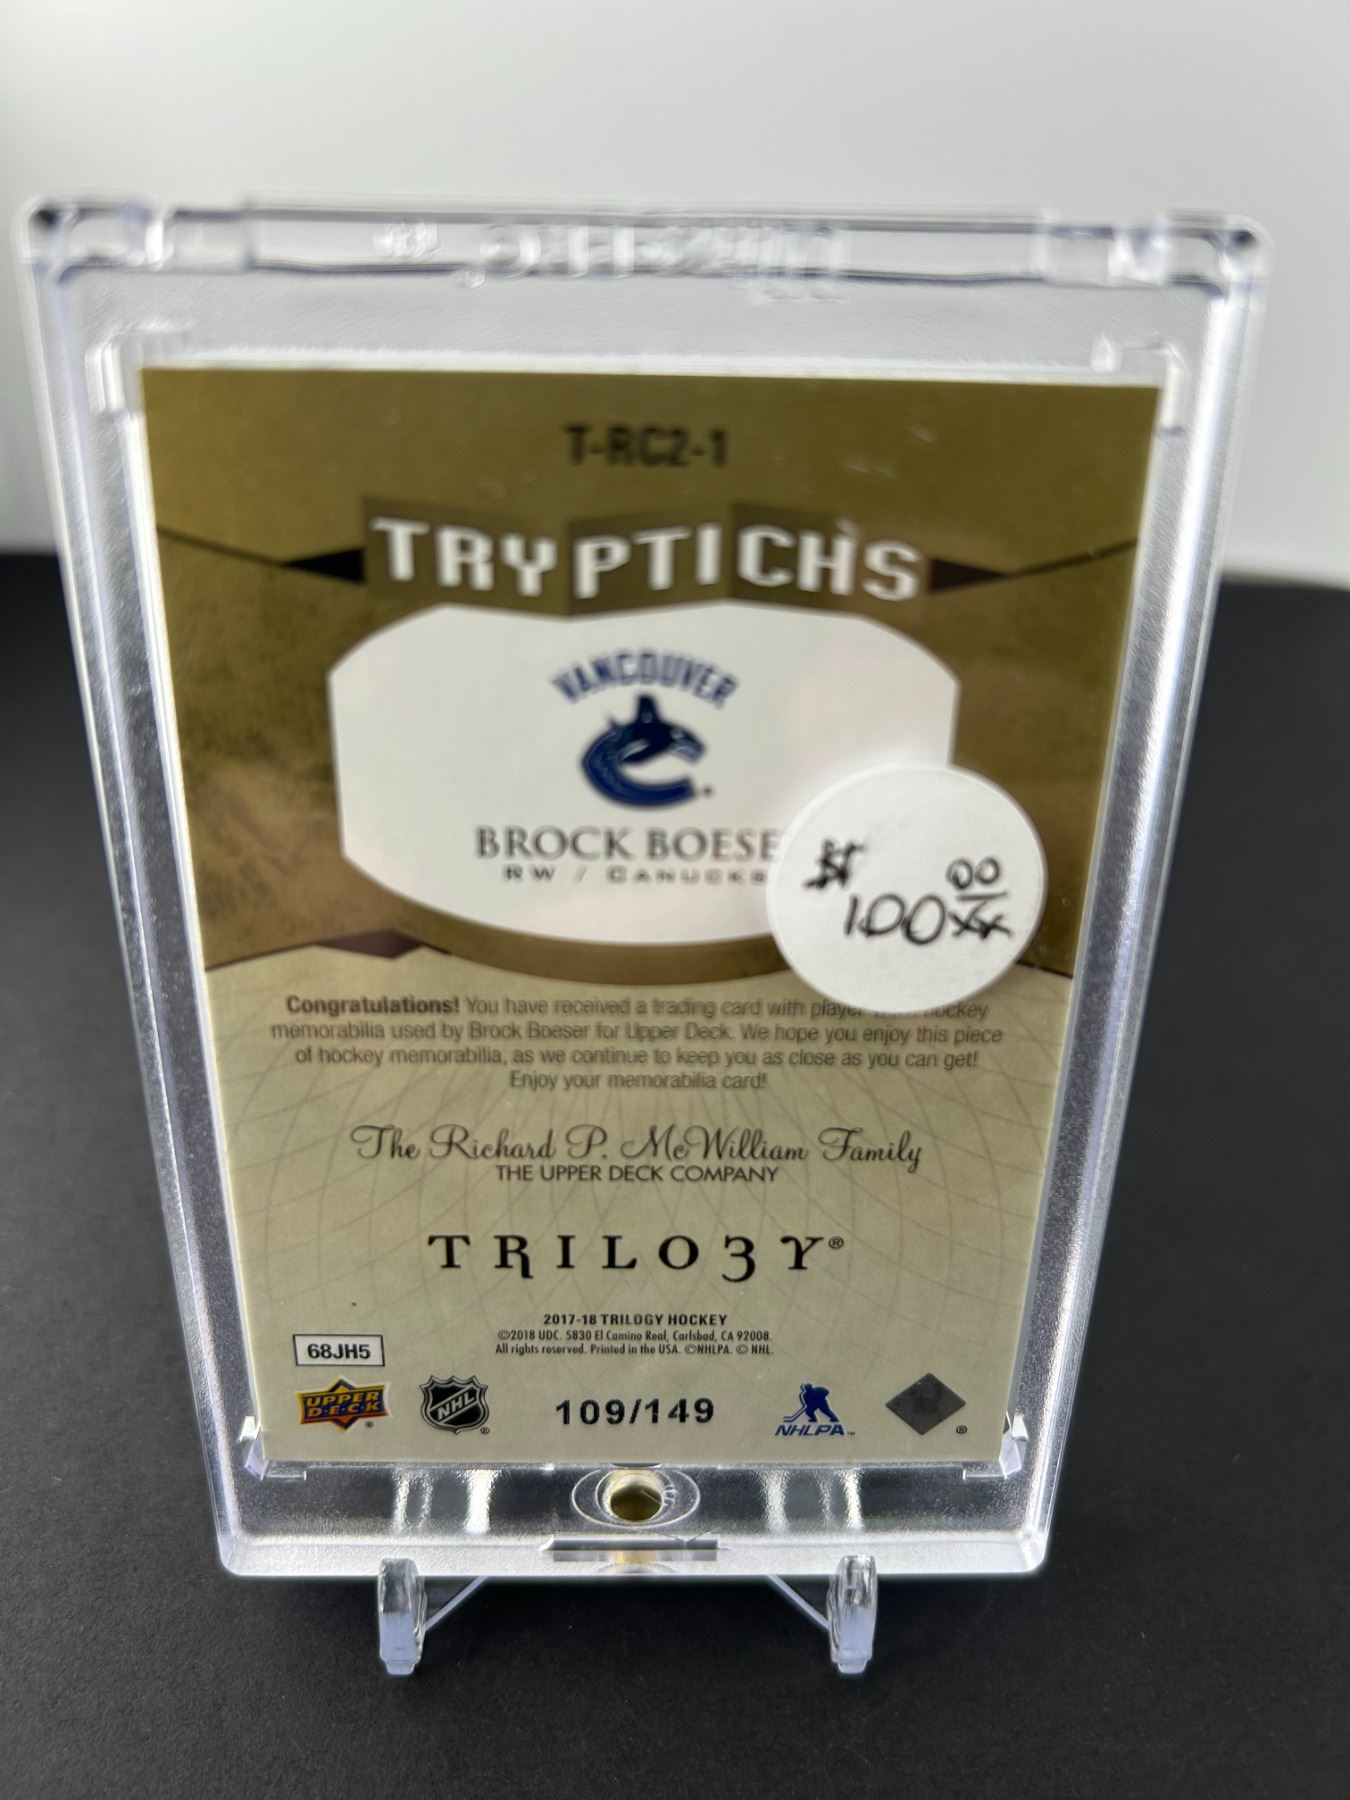 T-RC2-1
TRYPTICHS
VANCOUVER
BROCK BOESE
RW / CANUCKS
$ 100 00/xx
Congratulations! You have received a trading card with player hockey
memorabilia used by Brock Boeser for Upper Deck. We hope you enjoy this piece
of hockey memorabilia, as we continue to keep you as close as you can get!
Enjoy your memorabilia card!
The Richard P. McWilliam Family
THE UPPER DECK COMPANY
TRILO3Y®
2017-18 TRILOGY HOCKEY
©2018 UDC. 5830 El Camino Real, Carlsbad, CA 92008.
All rights reserved. Printed in the USA. ©NHLPA. © NHL.
68JH5
UPPER
DECK®
NHL®
109/149
NHLPA™
®